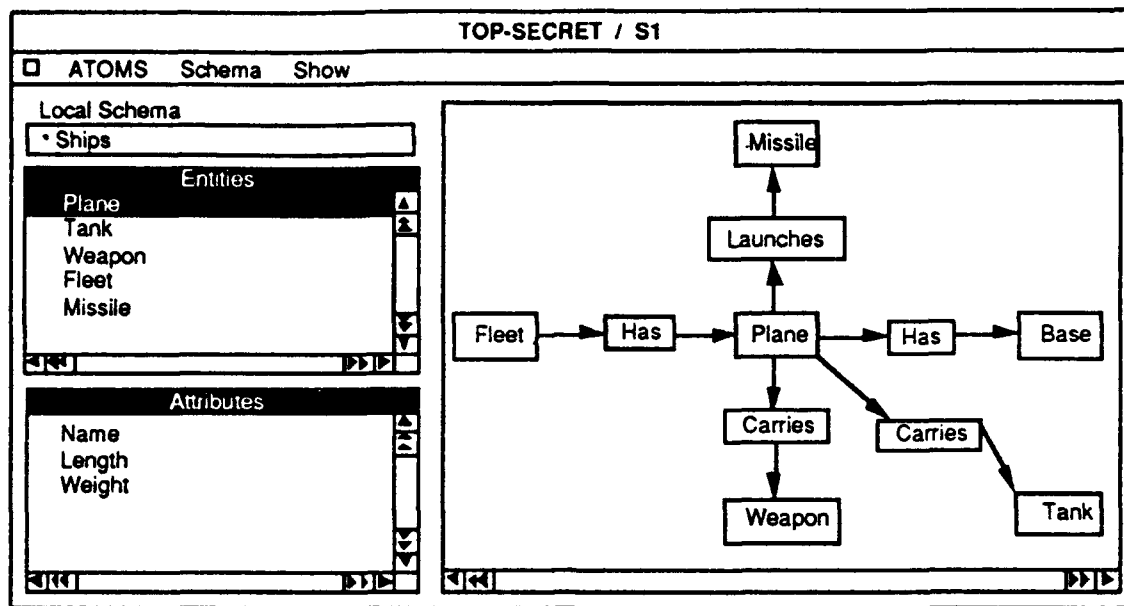 TOP-SECRET / S1
ATOMS Schema Show
Local Schema
Ships
Entities
Plane
Tank
Weapon
Fleet
Missile
Attributes
Name
Length
Weight
Missile
Launches
Fleet Has Plane Has Base
Carries Carries
Weapon Tank